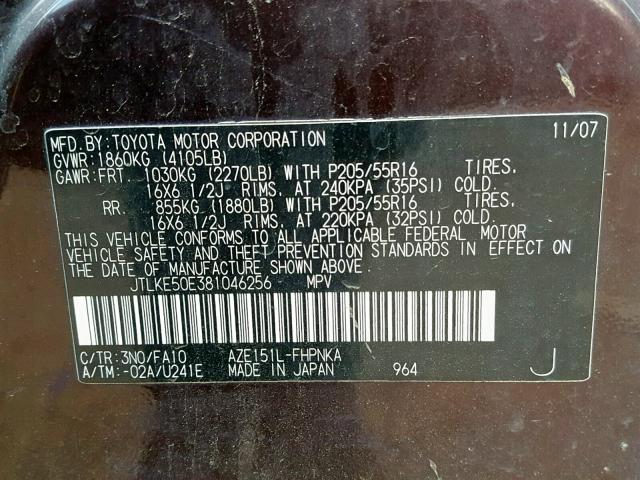 MFD. BY: TOYOTA MOTOR CORPORATION 11/07
GVWR: 1860KG (4105LB)
GAWR: FRT 1030KG (2270LB) WITH P205/55R16 TIRES,
16X6 1/2J RIMS, AT 240KPA (35PSI) COLD.
RR. 855KG (1880LB) WITH P205/55R16 TIRES,
16X6 1/2J RIMS, AT 220KPA (32PSI) COLD.
THIS VEHICLE CONFORMS TO ALL APPLICABLE FEDERAL MOTOR
VEHICLE SAFETY AND THEFT PREVENTION STANDARDS IN EFFECT ON
THE DATE OF MANUFACTURE SHOWN ABOVE.
JTLKE50E381046256 MPV
C/TR: 3N0/FA10 AZE151L-FHPNKA
A/TM: -02A/U241E MADE IN JAPAN 964 J